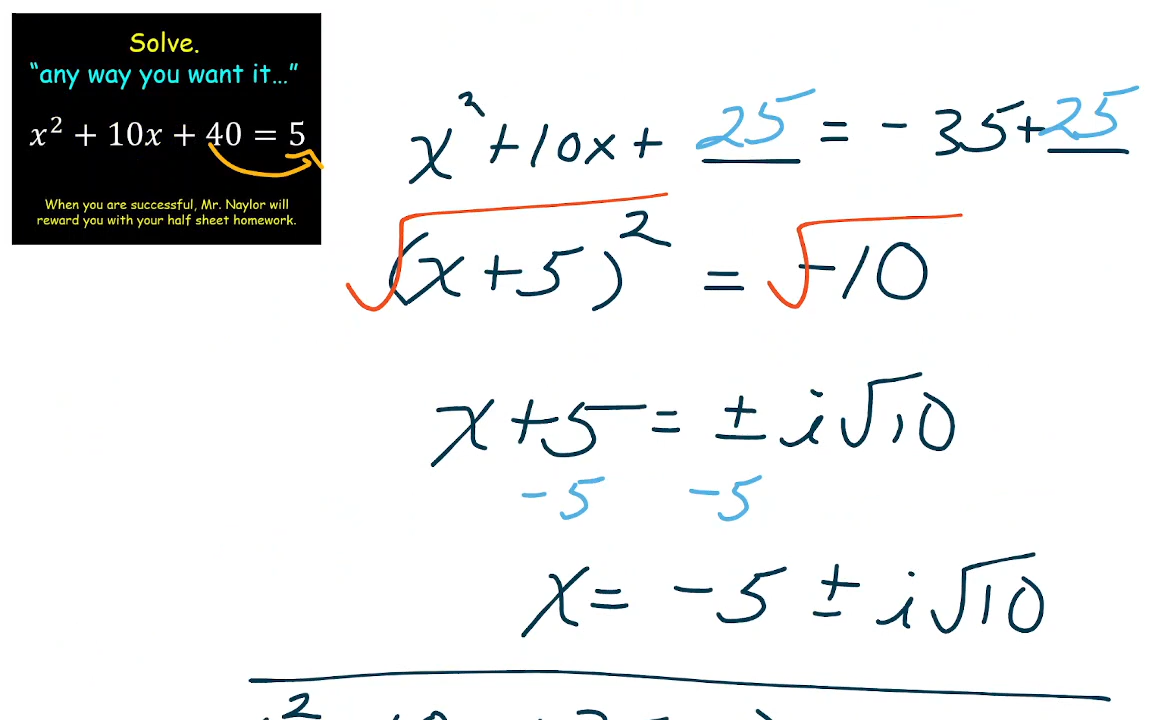 Solve.
“any way you want it…”
x² + 10x + 40 = 5
When you are successful, Mr. Naylor will
reward you with your half sheet homework.
x² + 10x + 25 = - 35 + 25
√(x + 5)² = √-10
x + 5 = ± i√10
-5 -5
x = -5 ± i√10